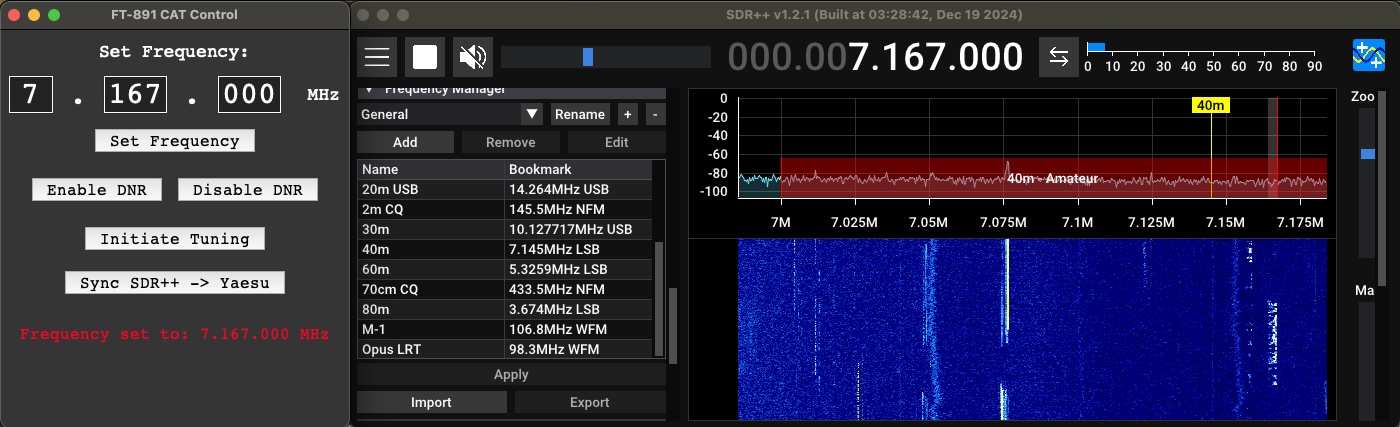 FT-891 CAT Control
Set Frequency:
7 . 167 . 000 MHz
Set Frequency
Enable DNR Disable DNR
Initiate Tuning
Sync SDR++ -> Yaesu
Frequency set to: 7.167.000 MHz
SDR++ v1.2.1 (Built at 03:28:42, Dec 19 2024)
000.007.167.000
0 10 20 30 40 50 60 70 80 90
Frequency Manager
General Rename + -
Add Remove Edit
Name Bookmark
20m USB 14.264MHz USB
2m CQ 145.5MHz NFM
30m 10.127717MHz USB
40m 7.145MHz LSB
60m 5.3259MHz LSB
70cm CQ 433.5MHz NFM
80m 3.674MHz LSB
M-1 106.8MHz WFM
Opus LRT 98.3MHz WFM
Apply
Import Export
0
-20
-40
-60
-80
-100
40m
40m - Amateur
7M 7.025M 7.05M 7.075M 7.1M 7.125M 7.15M 7.175M
Zoo
Ma